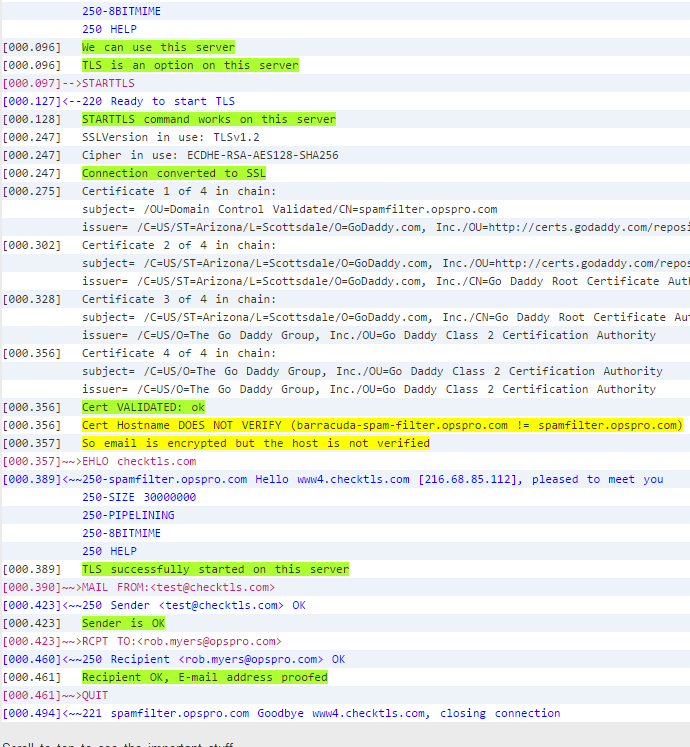 250-8BITMIME
250 HELP
[000.096] We can use this server
[000.096] TLS is an option on this server
[000.097]-->STARTTLS
[000.127]<--220 Ready to start TLS
[000.128] STARTTLS command works on this server
[000.247] SSLVersion in use: TLSv1.2
[000.247] Cipher in use: ECDHE-RSA-AES128-SHA256
[000.247] Connection converted to SSL
[000.275] Certificate 1 of 4 in chain:
subject= /OU=Domain Control Validated/CN=spamfilter.opspro.com
issuer= /C=US/ST=Arizona/L=Scottsdale/O=GoDaddy.com, Inc./OU=http://certs.godaddy.com/reposi
[000.302] Certificate 2 of 4 in chain:
subject= /C=US/ST=Arizona/L=Scottsdale/O=GoDaddy.com, Inc./OU=http://certs.godaddy.com/repos
issuer= /C=US/ST=Arizona/L=Scottsdale/O=GoDaddy.com, Inc./CN=Go Daddy Root Certificate Auth
[000.328] Certificate 3 of 4 in chain:
subject= /C=US/ST=Arizona/L=Scottsdale/O=GoDaddy.com, Inc./CN=Go Daddy Root Certificate Aut
issuer= /C=US/O=The Go Daddy Group, Inc./OU=Go Daddy Class 2 Certification Authority
[000.356] Certificate 4 of 4 in chain:
subject= /C=US/O=The Go Daddy Group, Inc./OU=Go Daddy Class 2 Certification Authority
issuer= /C=US/O=The Go Daddy Group, Inc./OU=Go Daddy Class 2 Certification Authority
[000.356] Cert VALIDATED: ok
[000.356] Cert Hostname DOES NOT VERIFY (barracuda-spam-filter.opspro.com != spamfilter.opspro.com)
[000.357] So email is encrypted but the host is not verified
[000.357]~~>EHLO checktls.com
[000.389]<~~250-spamfilter.opspro.com Hello www4.checktls.com [216.68.85.112], pleased to meet you
250-SIZE 30000000
250-PIPELINING
250-8BITMIME
250 HELP
[000.389] TLS successfully started on this server
[000.390]~~>MAIL FROM:<test@checktls.com>
[000.423]<~~250 Sender <test@checktls.com> OK
[000.423] Sender is OK
[000.423]~~>RCPT TO:<rob.myers@opspro.com>
[000.460]<~~250 Recipient <rob.myers@opspro.com> OK
[000.461] Recipient OK, E-mail address proofed
[000.461]~~>QUIT
[000.494]<~~221 spamfilter.opspro.com Goodbye www4.checktls.com, closing connection
Scroll to top to see the important stuff